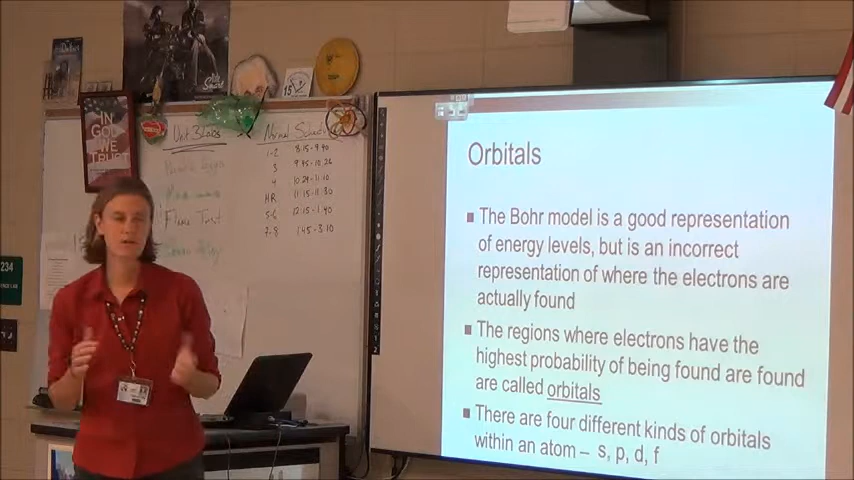 IN
GOD
WE
TRUST
Unit 3 Labs
Flame Test
Normal Schedule
1-2 8:15-9:40
3 9:45-10:26
4 10:29-11:10
HR 11:15-11:30
5-6 12:15-1:40
7-8 1:45-3:10
15
234
Orbitals
The Bohr model is a good representation
of energy levels, but is an incorrect
representation of where the electrons are
actually found
The regions where electrons have the
highest probability of being found are found
are called orbitals
There are four different kinds of orbitals
within an atom – s, p, d, f